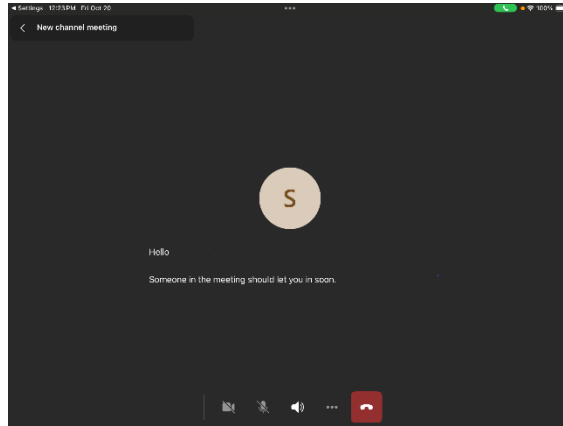 Settings 12:23 PM Fri Oct 20
100%
New channel meeting
S
Hello
Someone in the meeting should let you in soon.